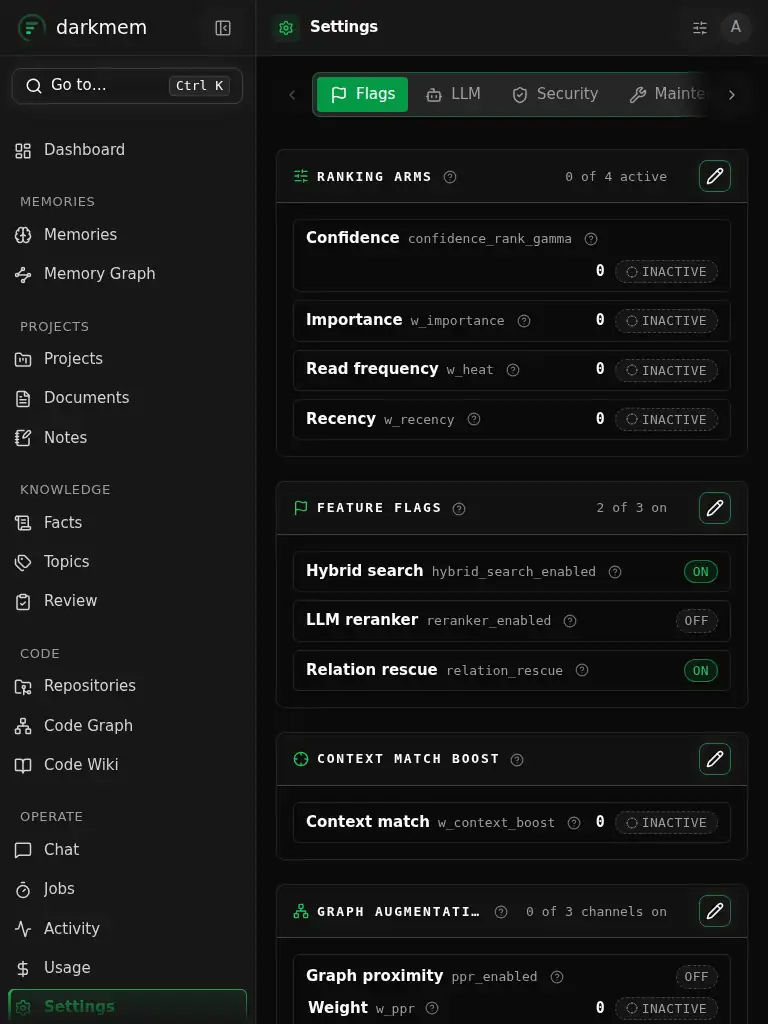 darkmem
Go to...
Ctrl K
Dashboard
MEMORIES
Memories
Memory Graph
PROJECTS
Projects
Documents
Notes
KNOWLEDGE
Facts
Topics
Review
CODE
Repositories
Code Graph
Code Wiki
OPERATE
Chat
Jobs
Activity
Usage
Settings
Settings
A
Flags
LLM
Security
Mainte
RANKING ARMS
0 of 4 active
Confidence confidence_rank_gamma
0 INACTIVE
Importance w_importance 0 INACTIVE
Read frequency w_heat 0 INACTIVE
Recency w_recency 0 INACTIVE
FEATURE FLAGS
2 of 3 on
Hybrid search hybrid_search_enabled ON
LLM reranker reranker_enabled OFF
Relation rescue relation_rescue ON
CONTEXT MATCH BOOST
Context match w_context_boost 0 INACTIVE
GRAPH AUGMENTATI…
0 of 3 channels on
Graph proximity ppr_enabled OFF
Weight w_ppr 0 INACTIVE